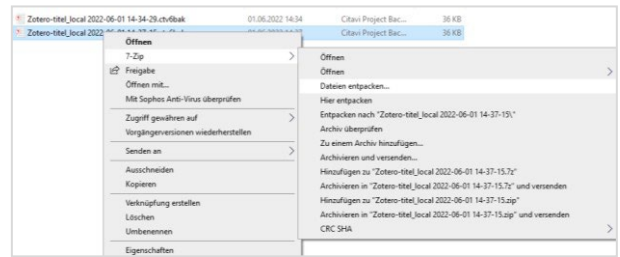 Zotero-titel_local 2022-06-01 14-34-29.ctv6bak 01.06.2022 14:34 Citavi Project Bac... 36 KB
Zotero-titel_local 2022 Citavi Project Bac... 36 KB
Öffnen
7-Zip
Freigabe
Öffnen mit...
Mit Sophos Anti-Virus überprüfen
Zugriff gewähren auf
Vorgängerversionen wiederherstellen
Senden an
Ausschneiden
Kopieren
Verknüpfung erstellen
Löschen
Umbenennen
Eigenschaften
Öffnen
Öffnen
Dateien entpacken...
Hier entpacken
Entpacken nach "Zotero-titel_local 2022-06-01 14-37-15\"
Archiv überprüfen
Zu einem Archiv hinzufügen...
Archivieren und versenden...
Hinzufügen zu "Zotero-titel_local 2022-06-01 14-37-15.7z"
Archivieren in "Zotero-titel_local 2022-06-01 14-37-15.7z" und versenden
Hinzufügen zu "Zotero-titel_local 2022-06-01 14-37-15.zip"
Archivieren in "Zotero-titel_local 2022-06-01 14-37-15.zip" und versenden
CRC SHA